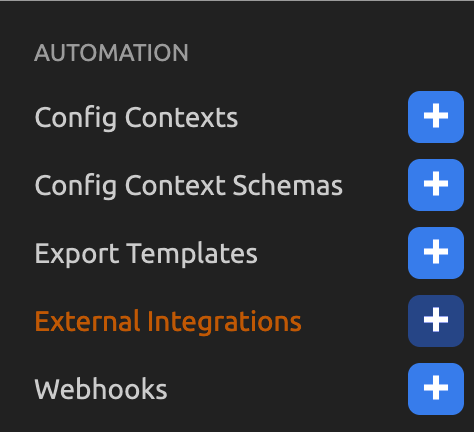 AUTOMATION
Config Contexts
Config Context Schemas
Export Templates
External Integrations
Webhooks